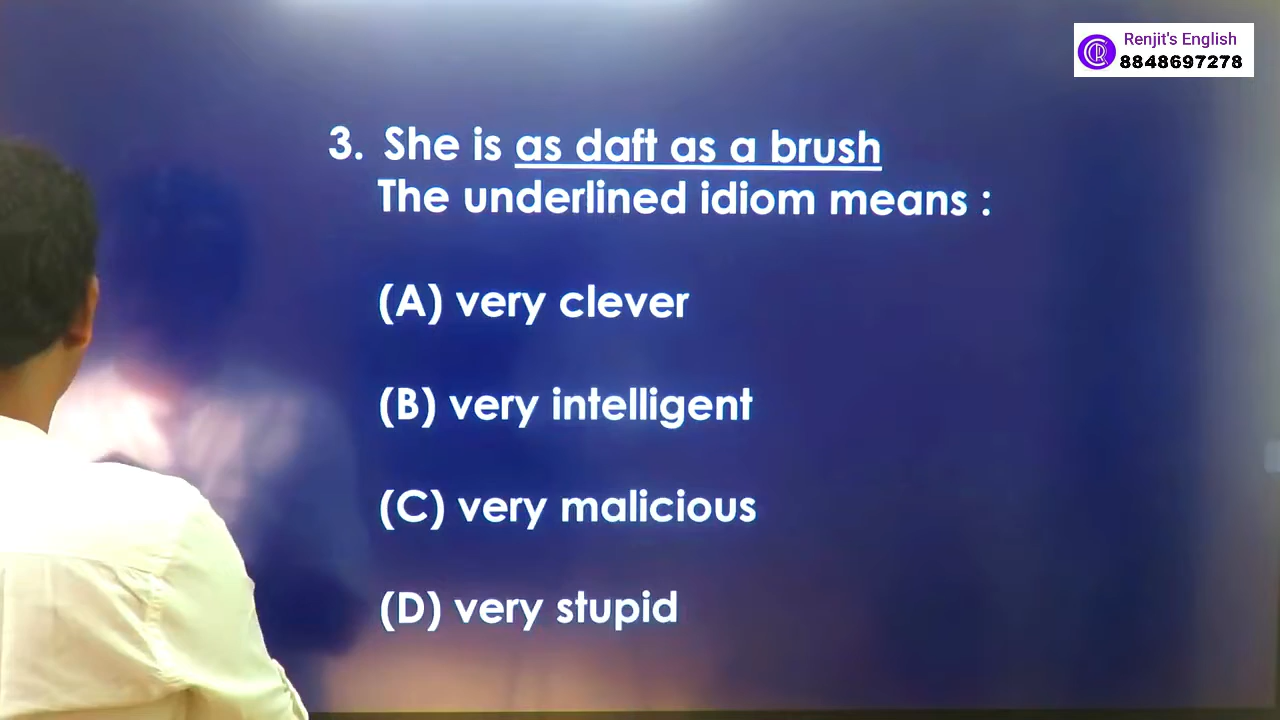 Renjit's English
8848697278
3. She is as daft as a brush
The underlined idiom means :
(A) very clever
(B) very intelligent
(C) very malicious
(D) very stupid